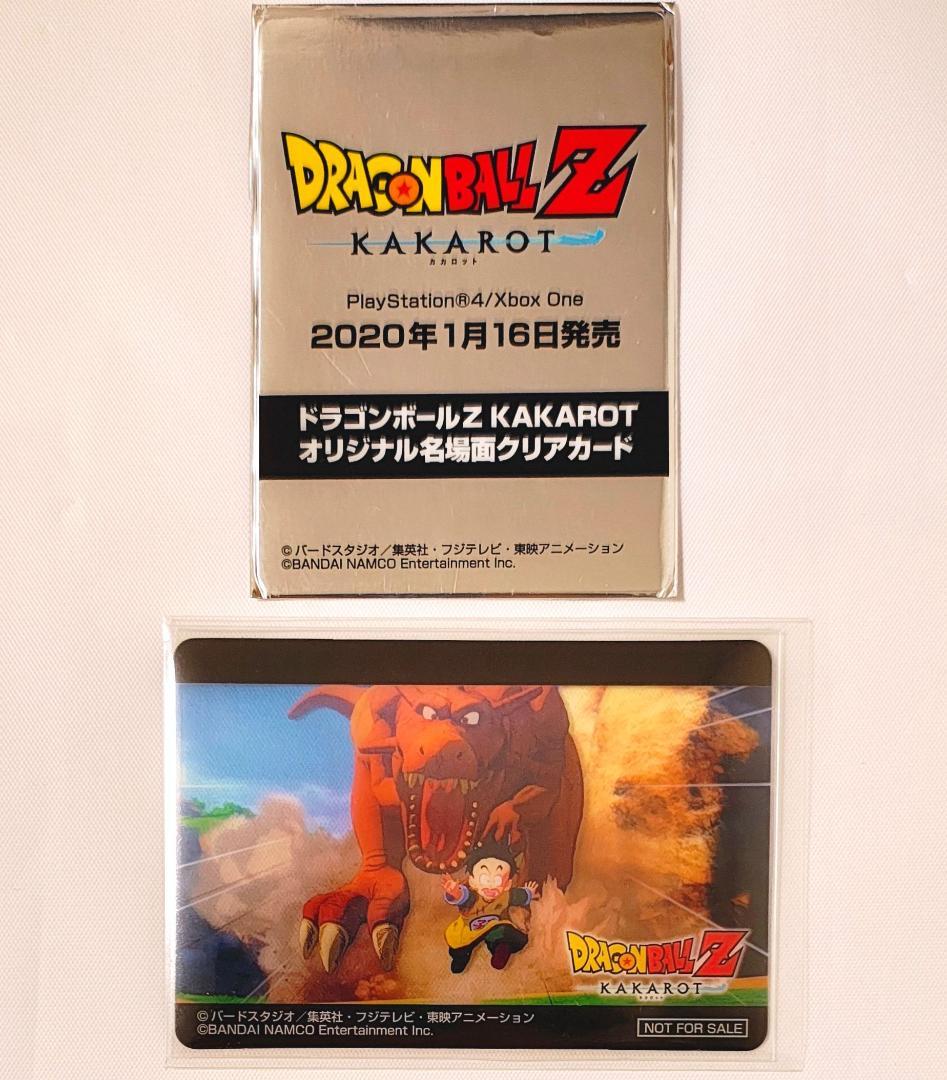 DRAGON BALL Z
KAKAROT
カカロット
PlayStation®4/Xbox One
2020年1月16日発売
ドラゴンボールZ KAKAROT
オリジナル名場面クリアカード
©バードスタジオ／集英社・フジテレビ・東映アニメーション
©BANDAI NAMCO Entertainment Inc.
DRAGON BALL Z
KAKAROT
カカロット
©バードスタジオ／集英社・フジテレビ・東映アニメーション
©BANDAI NAMCO Entertainment Inc.
NOT FOR SALE